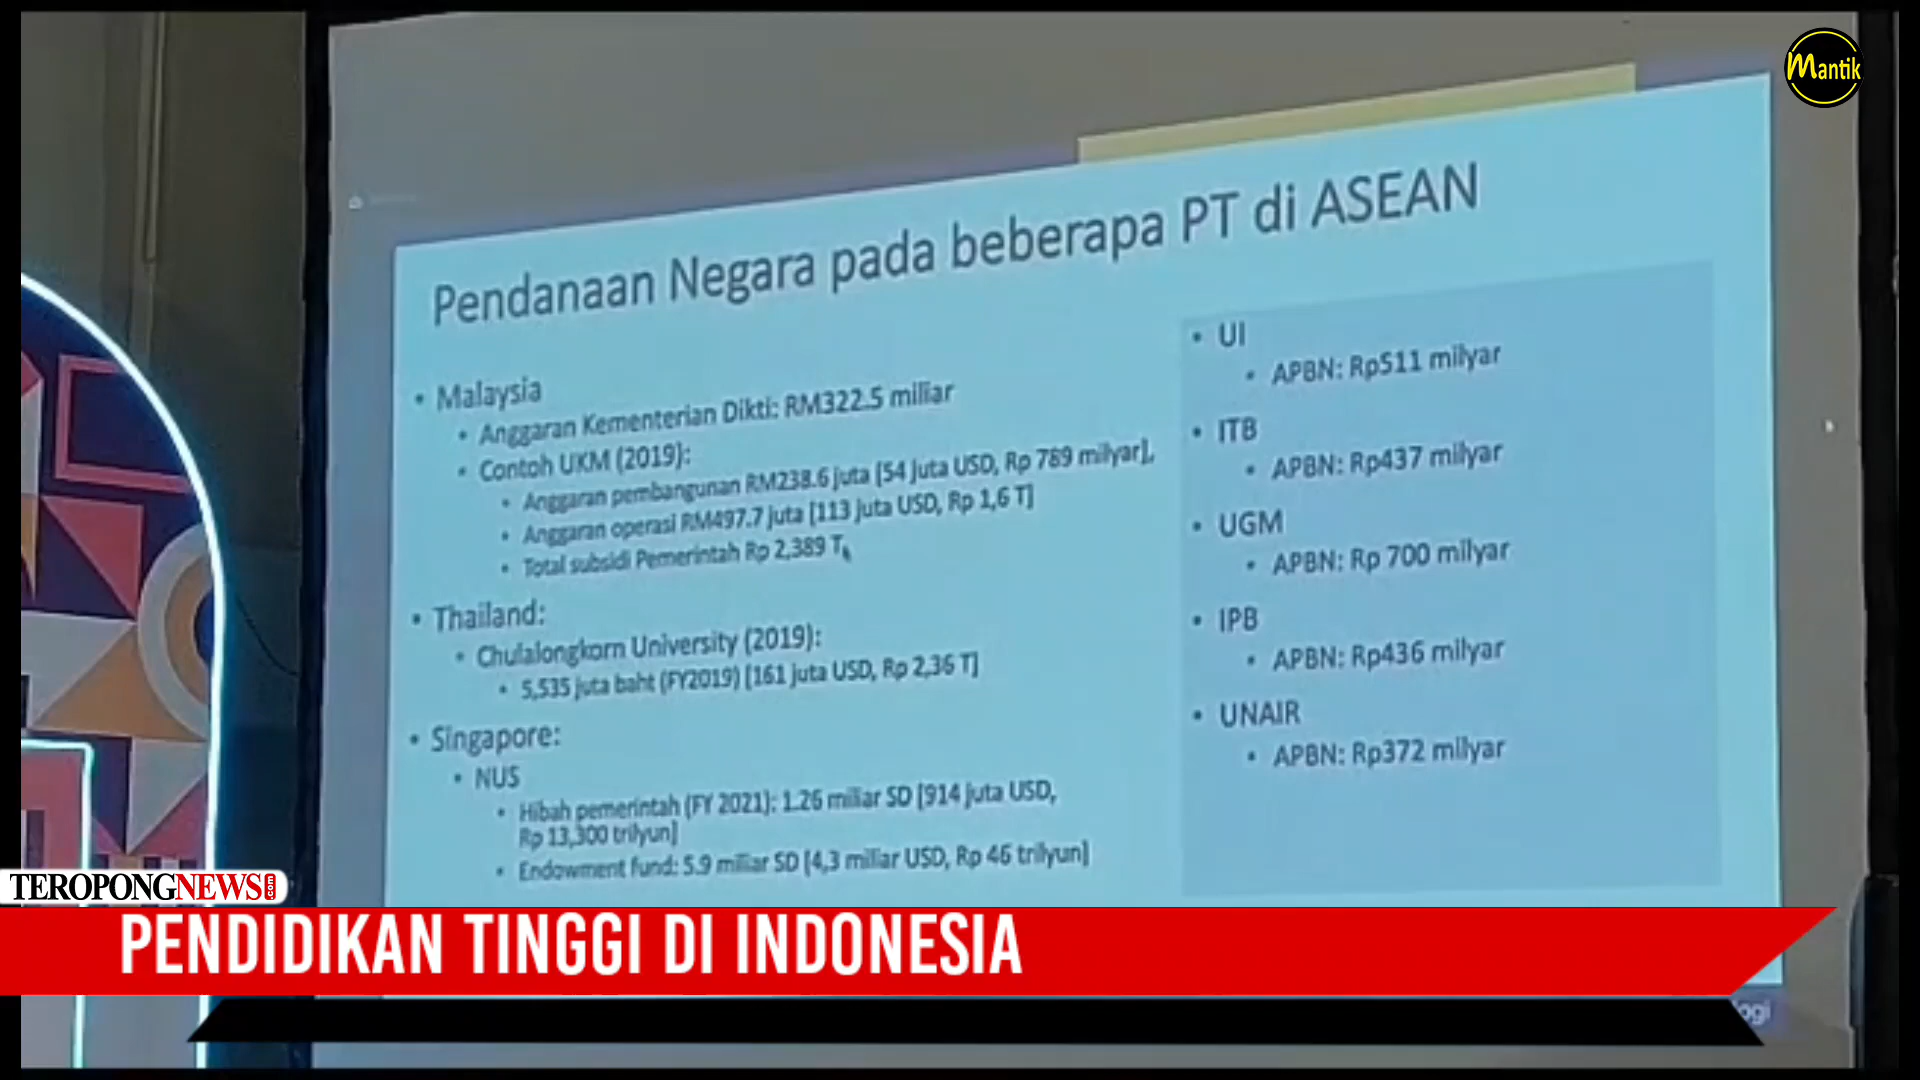 Mantik
Pendanaan Negara pada beberapa PT di ASEAN
• Malaysia
• Anggaran Kementerian Dikti: RM322.5 miliar
• Contoh UKM (2019):
• Anggaran pembangunan RM238.6 juta [54 juta USD, Rp 789 milyar],
• Anggaran operasi RM497.7 juta [113 juta USD, Rp 1,6 T]
• Total subsidi Pemerintah Rp 2,389 T
• Thailand:
• Chulalongkorn University (2019):
• 5,535 juta baht (FY2019) [161 juta USD, Rp 2,36 T]
• Singapore:
• NUS
• Hibah pemerintah (FY 2021): 1.26 miliar SD [914 juta USD,
Rp 13,300 trilyun]
• Endowment fund: 5.9 miliar SD [4,3 miliar USD, Rp 46 trilyun]
• UI
• APBN: Rp511 milyar
• ITB
• APBN: Rp437 milyar
• UGM
• APBN: Rp 700 milyar
• IPB
• APBN: Rp436 milyar
• UNAIR
• APBN: Rp372 milyar
TEROPONGNEWS.com
PENDIDIKAN TINGGI DI INDONESIA
ogi